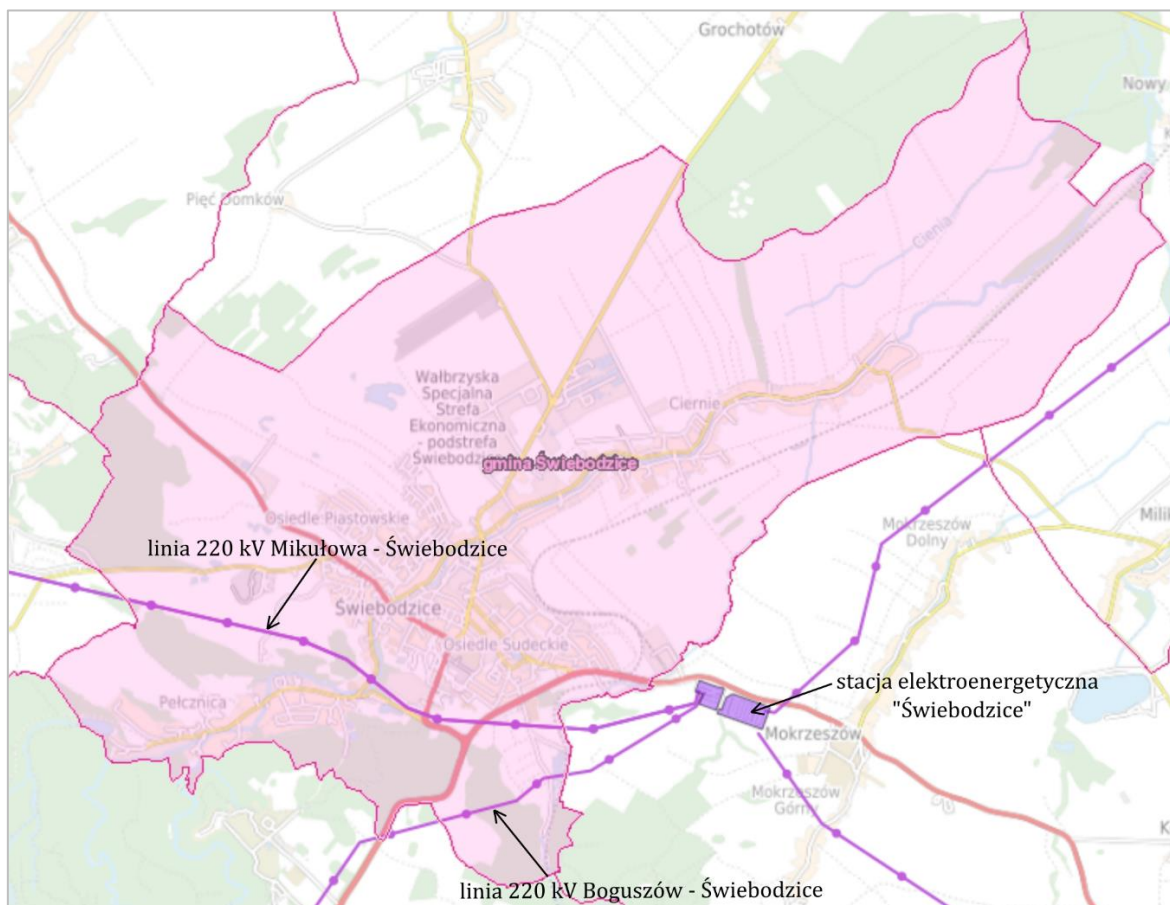 Grochotów
Nowy
Pięć Domków
Cienia
Wałbrzyska
Specjalna
Strefa
Ekonomiczna
- podstrefa
Świebodzice
Ciernie
gmina Świebodzice
Osiedle Piastowskie
Mokrzeszów
Dolny
Milik
linia 220 kV Mikułowa - Świebodzice
Świebodzice
Osiedle Sudeckie
Pełcznica
stacja elektroenergetyczna
"Świebodzice"
Mokrzeszów
Mokrzeszów
Górny
K
linia 220 kV Boguszów - Świebodzice